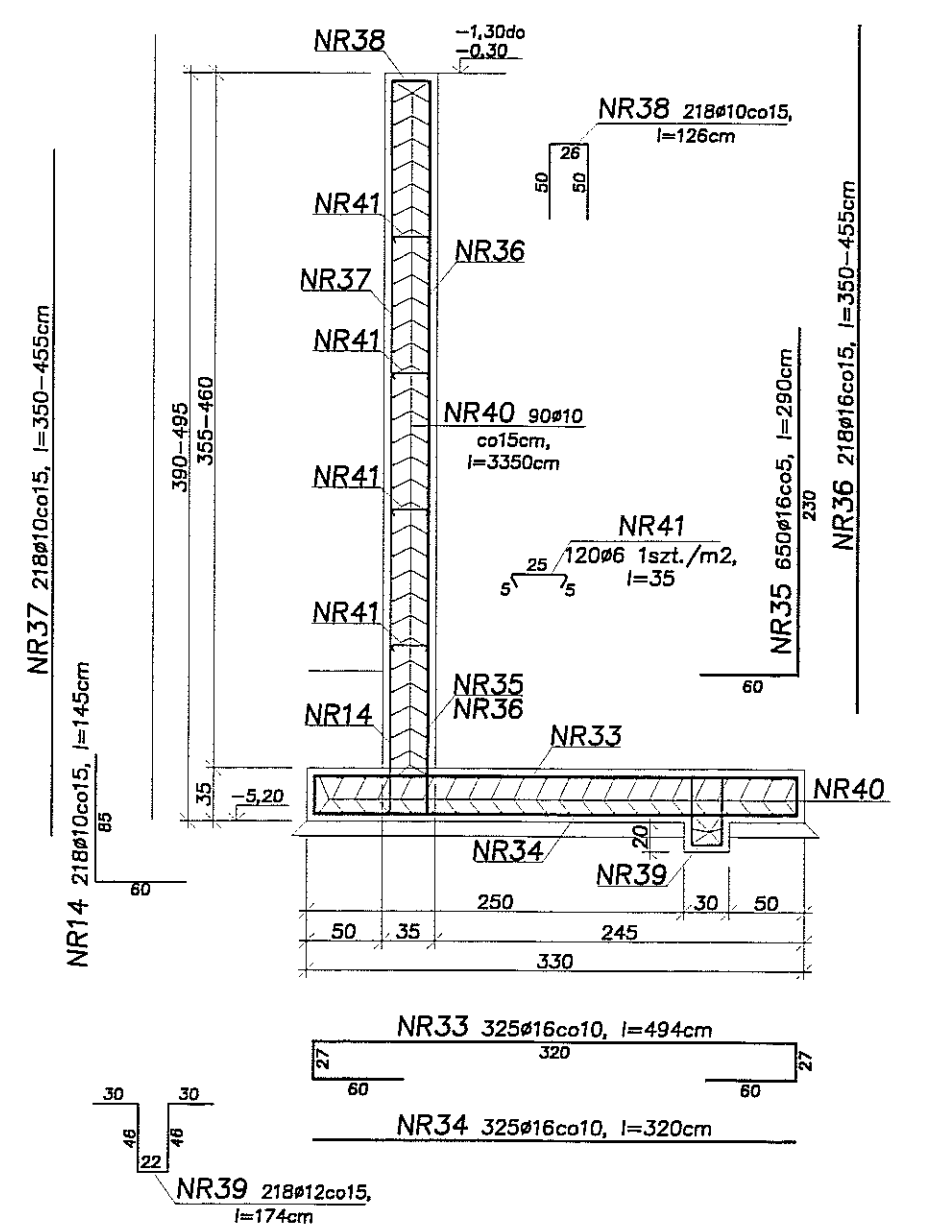 NR38
-1,30do
-0,30
NR38 218ø10co15,
l=126cm
26
50
50
NR41
NR36
NR37
NR41
NR40 90ø10
co15cm,
l=3350cm
NR41
NR41
120ø6 1szt./m2,
l=35
25
5
5
NR41
NR35
NR36
NR14
NR33
NR40
-5,20
NR34
NR39
20
390-495
355-460
35
NR37 218ø10co15, l=350-455cm
NR14 218ø10co15, l=145cm
85
60
NR35 650ø16co5, l=290cm
230
60
NR36 218ø16co15, l=350-455cm
250
30
50
50
35
245
330
NR33 325ø16co10, l=494cm
320
27
27
60
60
NR34 325ø16co10, l=320cm
30
30
46
46
22
NR39 218ø12co15,
l=174cm